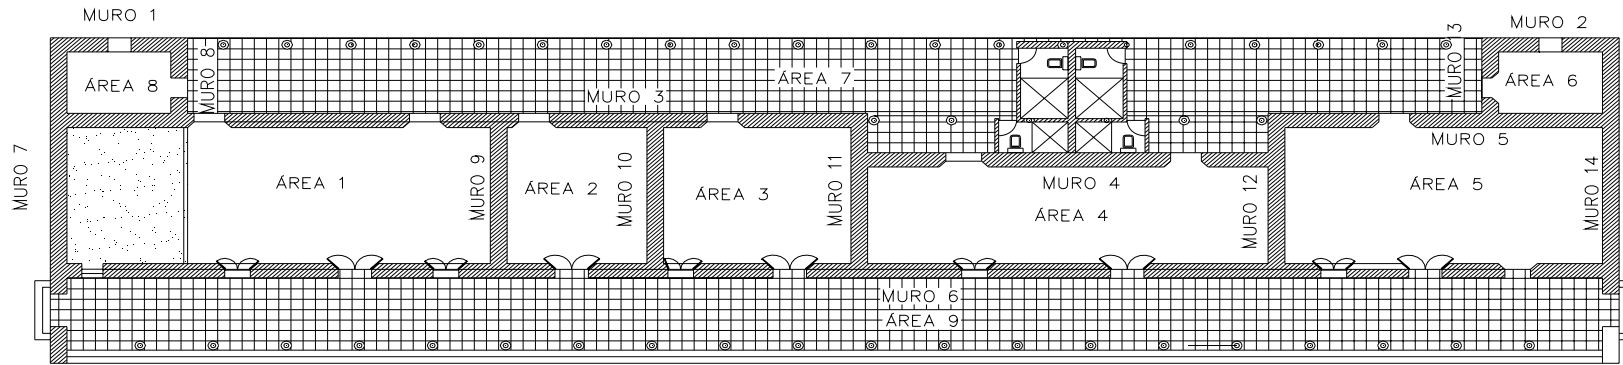 MURO 1
MURO 2
MURO 8
MURO 13
ÁREA 8
ÁREA 7
ÁREA 6
MURO 3
MURO 7
MURO 5
ÁREA 1
MURO 9
ÁREA 2
MURO 10
ÁREA 3
MURO 11
MURO 4
ÁREA 4
MURO 12
ÁREA 5
MURO 14
MURO 6
ÁREA 9